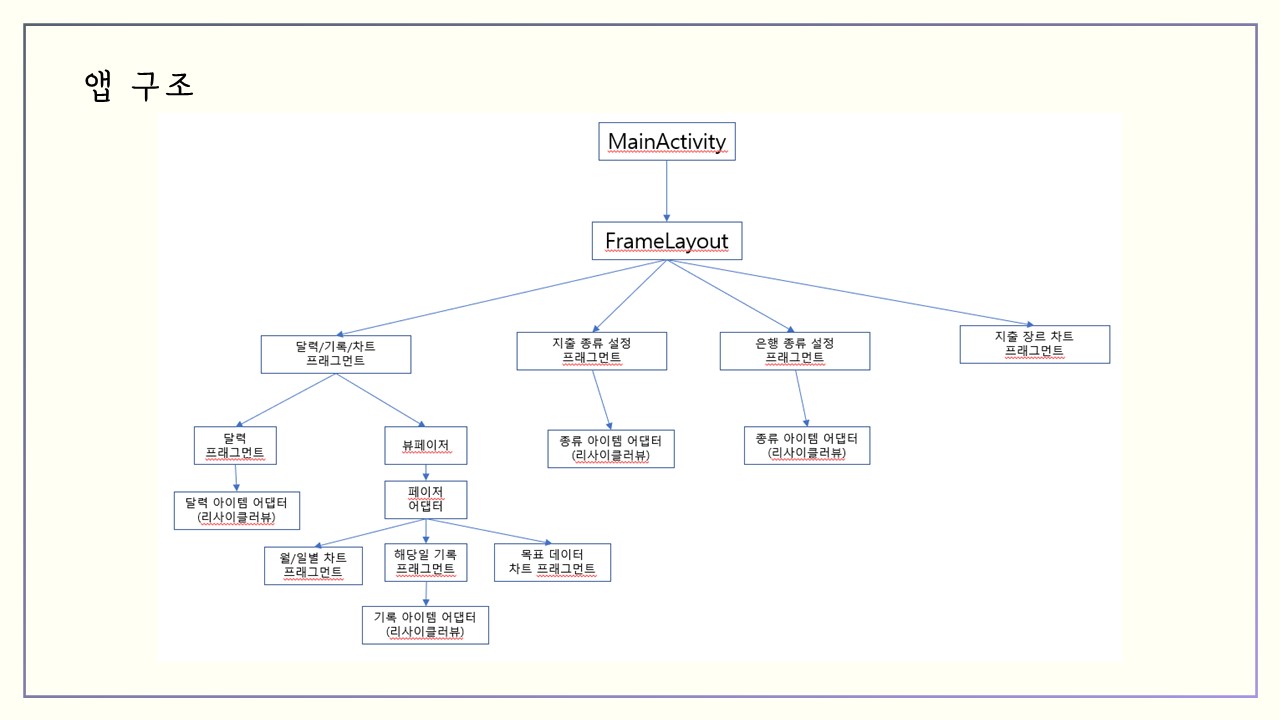 앱 구조
MainActivity
FrameLayout
달력/기록/차트
프래그먼트
지출 종류 설정
프래그먼트
은행 종류 설정
프래그먼트
지출 장르 차트
프래그먼트
달력
프래그먼트
뷰페이저
종류 아이템 어댑터
(리사이클러뷰)
종류 아이템 어댑터
(리사이클러뷰)
달력 아이템 어댑터
(리사이클러뷰)
페이저
어댑터
월/일별 차트
프래그먼트
해당일 기록
프래그먼트
목표 데이터
차트 프래그먼트
기록 아이템 어댑터
(리사이클러뷰)